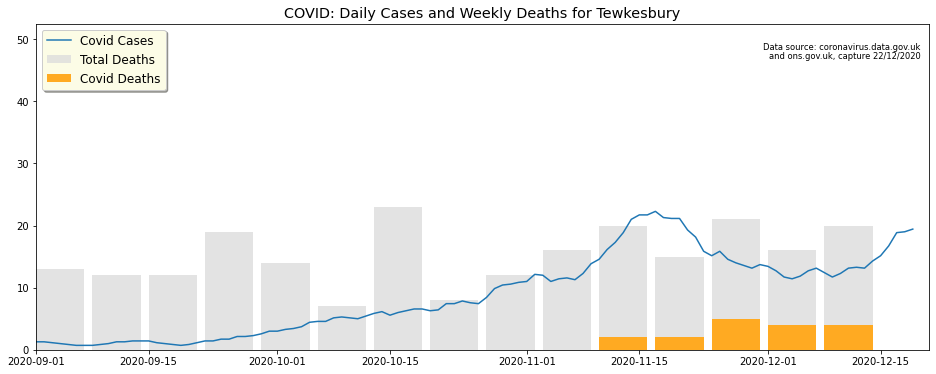 COVID: Daily Cases and Weekly Deaths for Tewkesbury
Covid Cases
Total Deaths
Covid Deaths
Data source: coronavirus.data.gov.uk
and ons.gov.uk, capture 22/12/2020
50
40
30
20
10
0
2020-09-01
2020-09-15
2020-10-01
2020-10-15
2020-11-01
2020-11-15
2020-12-01
2020-12-15